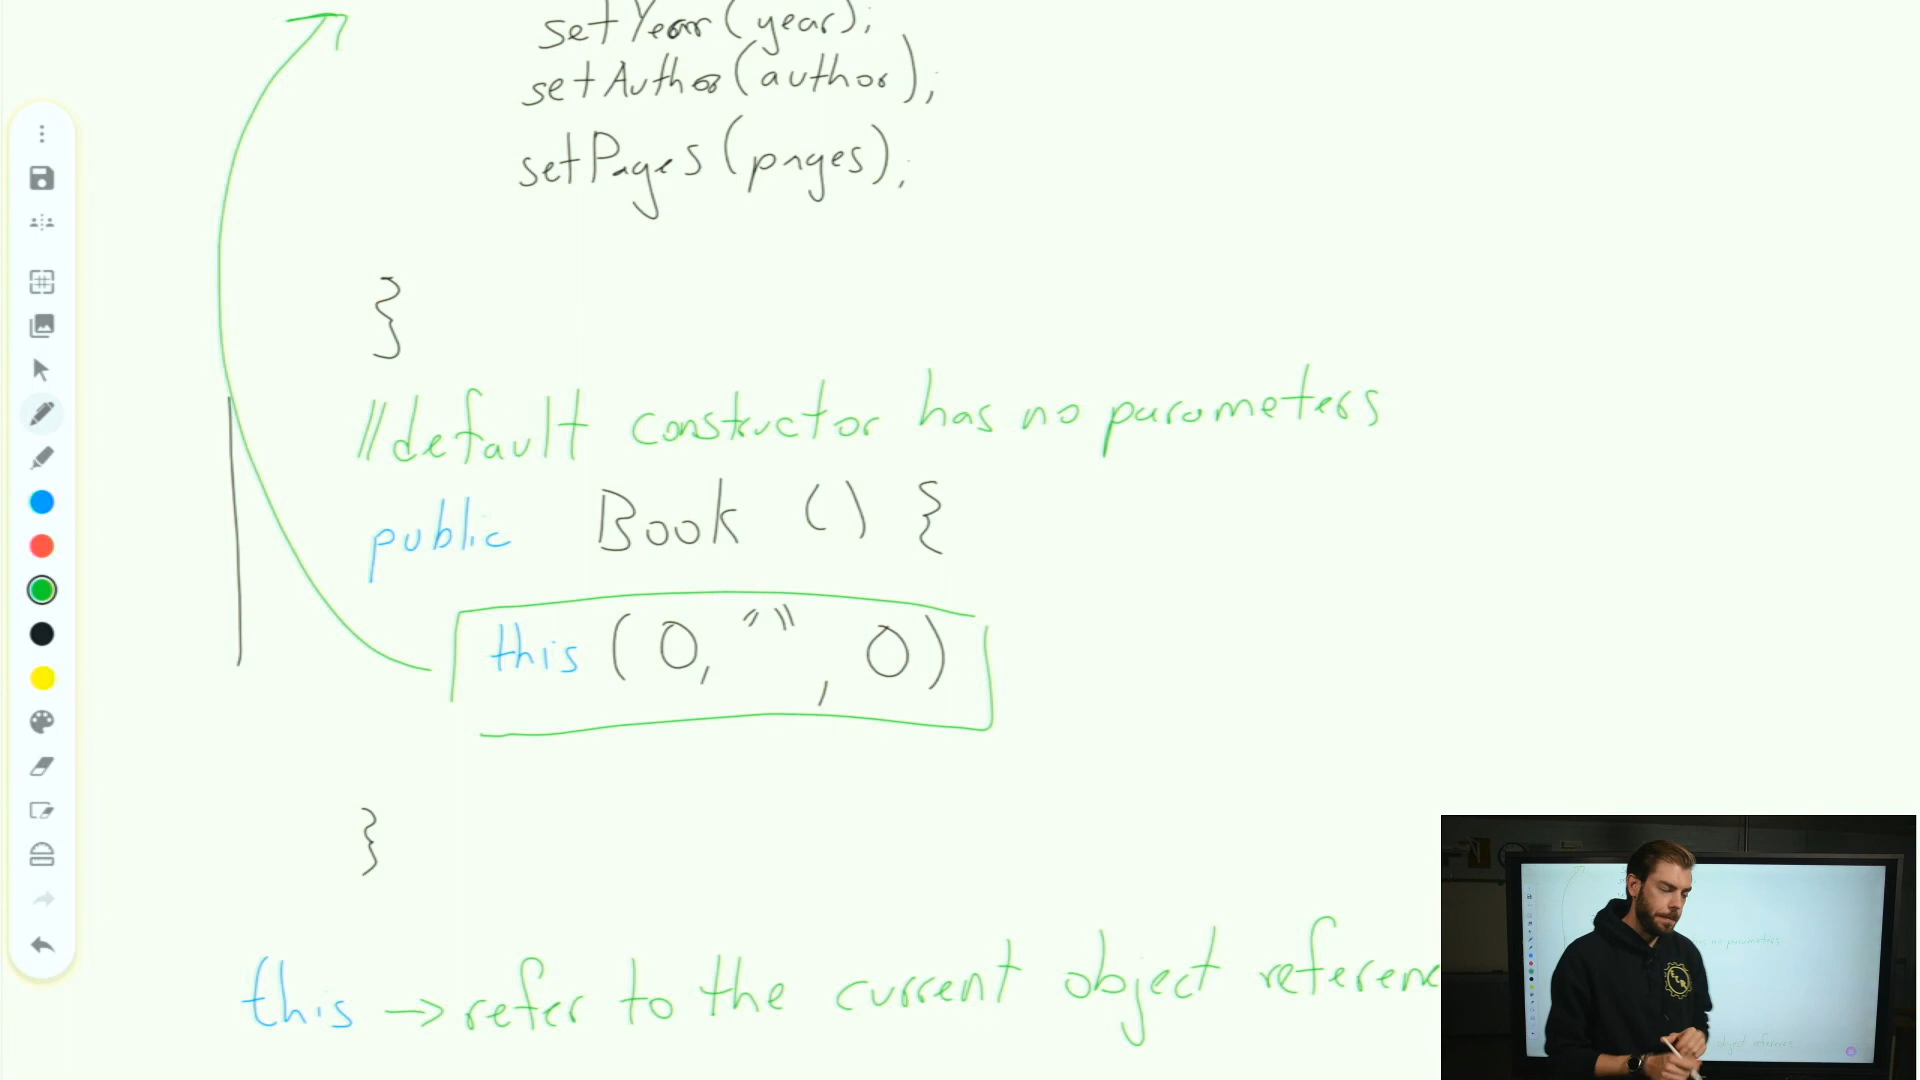 setYear(year);
setAuthor(author);
setPages(pages);
}
//default constructor has no parameters
public Book () {
this ( 0, "" , 0 )
}
this → refer to the current object referenc